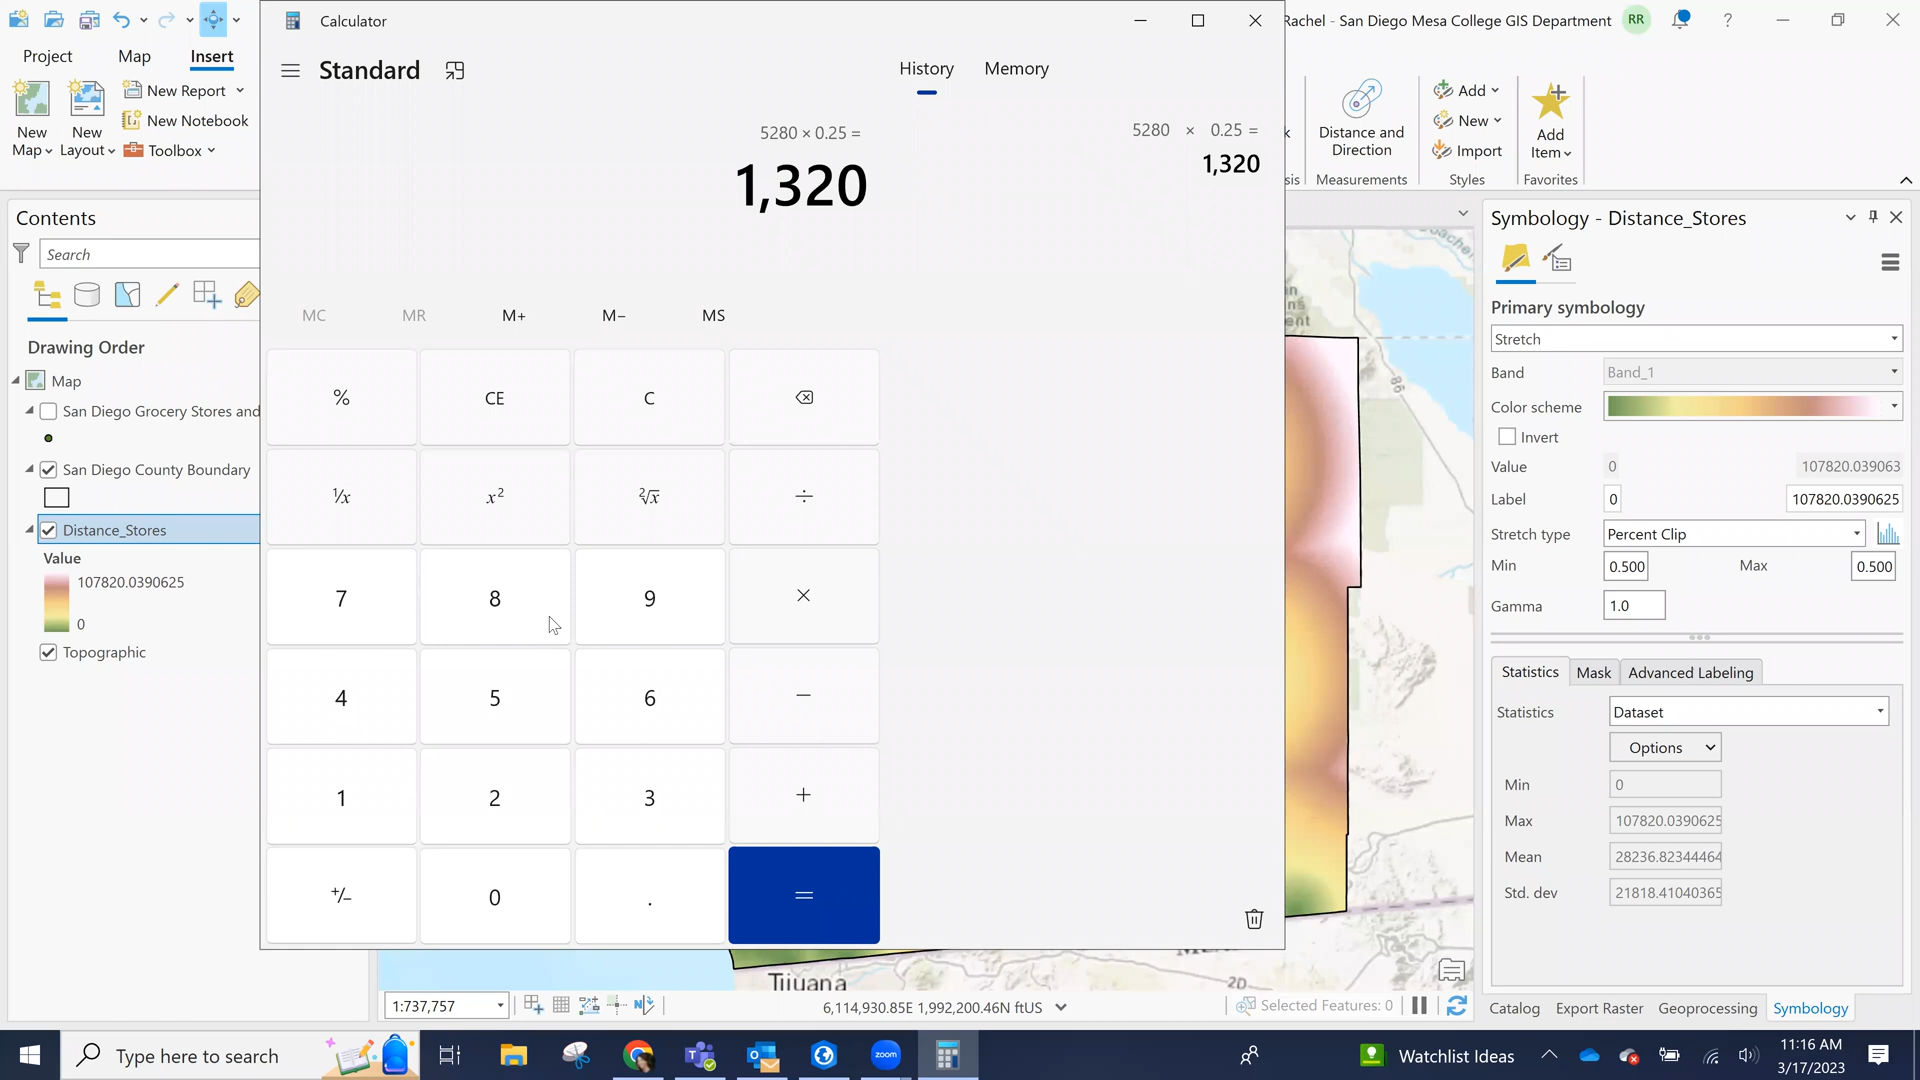 Calculator
Rachel - San Diego Mesa College GIS Department
RR
?
Project
Map
Insert
Standard
History
Memory
New Report
New Notebook
Toolbox
New
Map
New
Layout
5280 × 0.25 =
1,320
5280 × 0.25 =
1,320
Distance and
Direction
Measurements
Add
New
Import
Styles
Add
Item
Favorites
Contents
Search
Drawing Order
Map
San Diego Grocery Stores and
San Diego County Boundary
Distance_Stores
Value
107820.0390625
0
Topographic
MC
MR
M+
M−
MS
%
CE
C
1/x
x2
2√x
÷
7
8
9
×
4
5
6
−
1
2
3
+
+/−
0
.
=
86
Tijuana
2D
Symbology - Distance_Stores
Primary symbology
Stretch
Band
Band_1
Color scheme
Invert
Value
0
107820.039063
Label
0
107820.0390625
Stretch type
Percent Clip
Min
0.500
Max
0.500
Gamma
1.0
Statistics
Mask
Advanced Labeling
Statistics
Dataset
Options
Min
0
Max
107820.0390625
Mean
28236.82344464
Std. dev
21818.41040365
1:737,757
6,114,930.85E 1,992,200.46N ftUS
Selected Features: 0
Catalog
Export Raster
Geoprocessing
Symbology
Type here to search
zoom
Watchlist Ideas
11:16 AM
3/17/2023